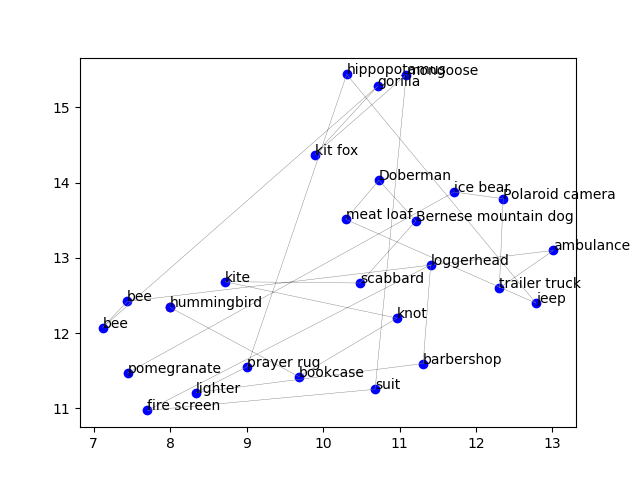 hippopotamus
mongoose
gorilla
15
kit fox
14
Doberman
ice bear
Polaroid camera
meat loaf
Bernese mountain dog
13
ambulance
loggerhead
kite
scabbard
trailer truck
bee
hummingbird
jeep
12
bee
knot
barbershop
pomegranate
prayer rug
bookcase
lighter
suit
fire screen
11
7 8 9 10 11 12 13